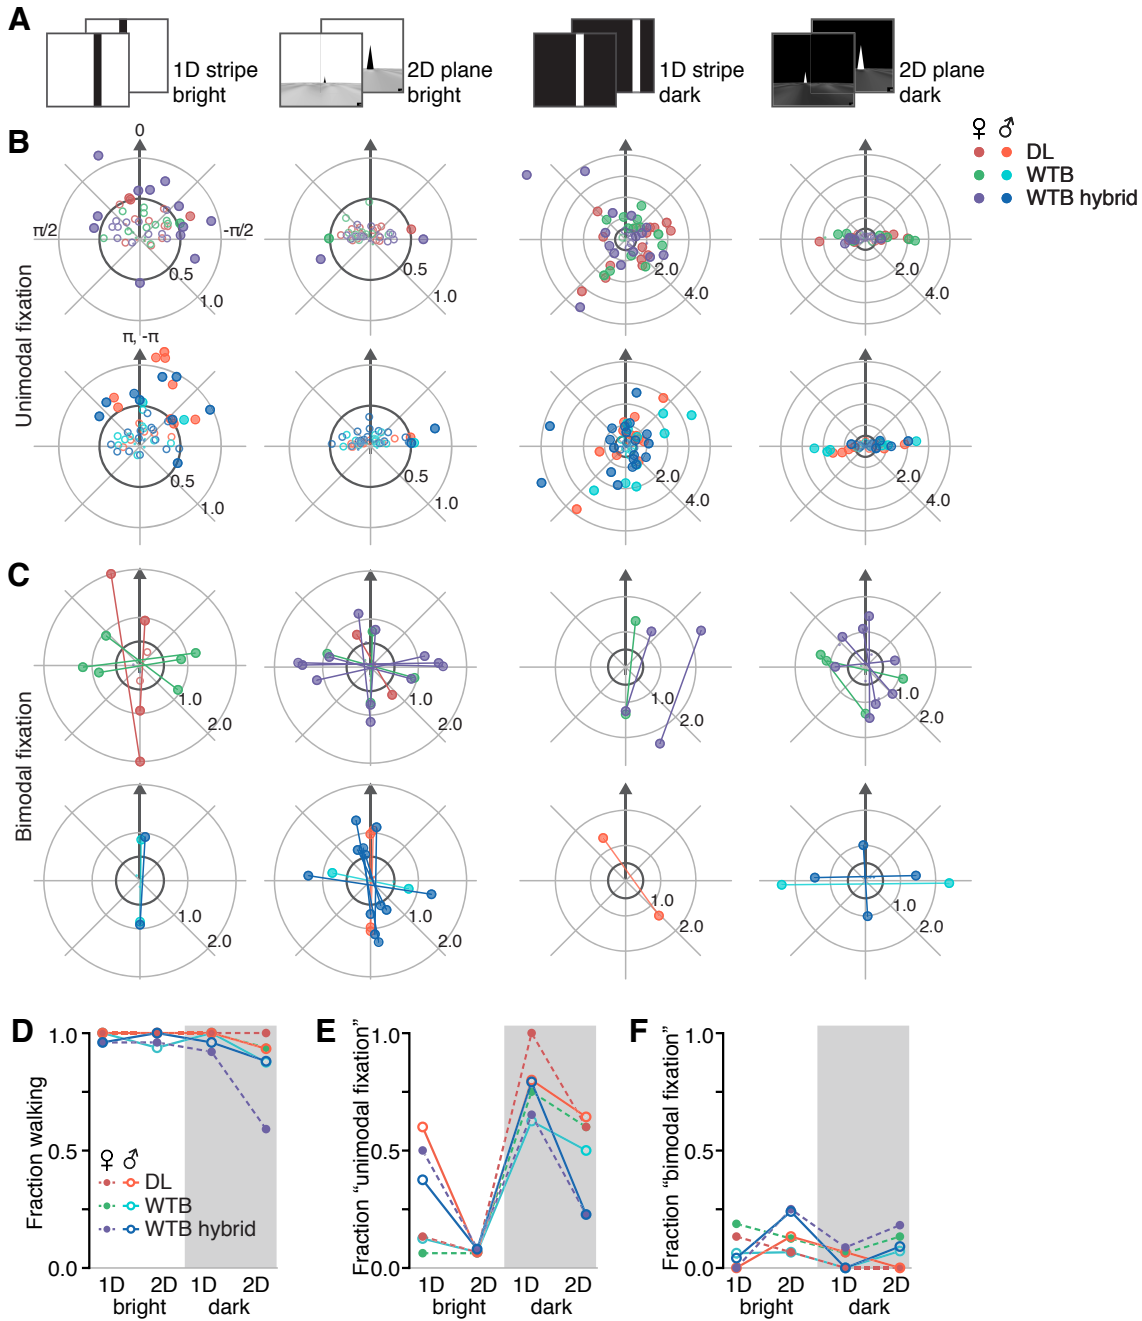 A
1D stripe
bright
2D plane
bright
1D stripe
dark
2D plane
dark
♀ ♂
DL
WTB
WTB hybrid
B
Unimodal fixation
0
π/2
-π/2
0.5
1.0
π, -π
0.5
1.0
2.0
4.0
2.0
4.0
0.5
1.0
0.5
1.0
2.0
4.0
2.0
4.0
C
Bimodal fixation
1.0
2.0
1.0
2.0
1.0
2.0
1.0
2.0
1.0
2.0
1.0
2.0
1.0
2.0
1.0
2.0
D
Fraction walking
1.0
0.5
0.0
♀ ♂
DL
WTB
WTB hybrid
1D 2D 1D 2D
bright dark
E
Fraction “unimodal fixation”
1.0
0.5
0.0
1D 2D 1D 2D
bright dark
F
Fraction “bimodal fixation”
1.0
0.5
0.0
1D 2D 1D 2D
bright dark